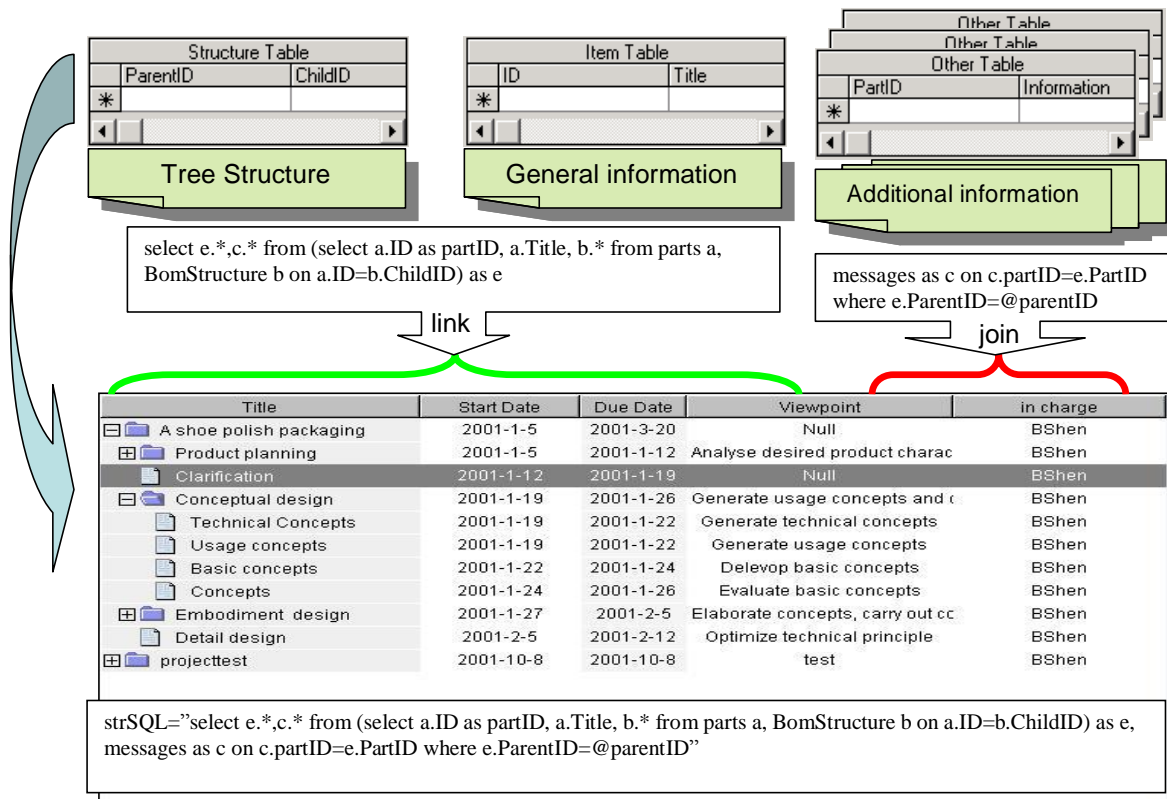 Structure Table
ParentID ChildID
Tree Structure
Item Table
ID Title
General information
Other Table
Other Table
Other Table
PartID Information
Additional information
select e.*,c.* from (select a.ID as partID, a.Title, b.* from parts a,
BomStructure b on a.ID=b.ChildID) as e
link
messages as c on c.partID=e.PartID
where e.ParentID=@parentID
join
Title Start Date Due Date Viewpoint in charge
A shoe polish packaging 2001-1-5 2001-3-20 Null BShen
Product planning 2001-1-5 2001-1-12 Analyse desired product charac BShen
Clarification 2001-1-12 2001-1-19 Null BShen
Conceptual design 2001-1-19 2001-1-26 Generate usage concepts and BShen
Technical Concepts 2001-1-19 2001-1-22 Generate technical concepts BShen
Usage concepts 2001-1-19 2001-1-22 Generate usage concepts BShen
Basic concepts 2001-1-22 2001-1-24 Delevop basic concepts BShen
Concepts 2001-1-24 2001-1-26 Evaluate basic concepts BShen
Embodiment design 2001-1-27 2001-2-5 Elaborate concepts, carry out BShen
Detail design 2001-2-5 2001-2-12 Optimize technical principle BShen
projecttest 2001-10-8 2001-10-8 test BShen
strSQL=”select e.*,c.* from (select a.ID as partID, a.Title, b.* from parts a, BomStructure b on a.ID=b.ChildID) as e,
messages as c on c.partID=e.PartID where e.ParentID=@parentID”